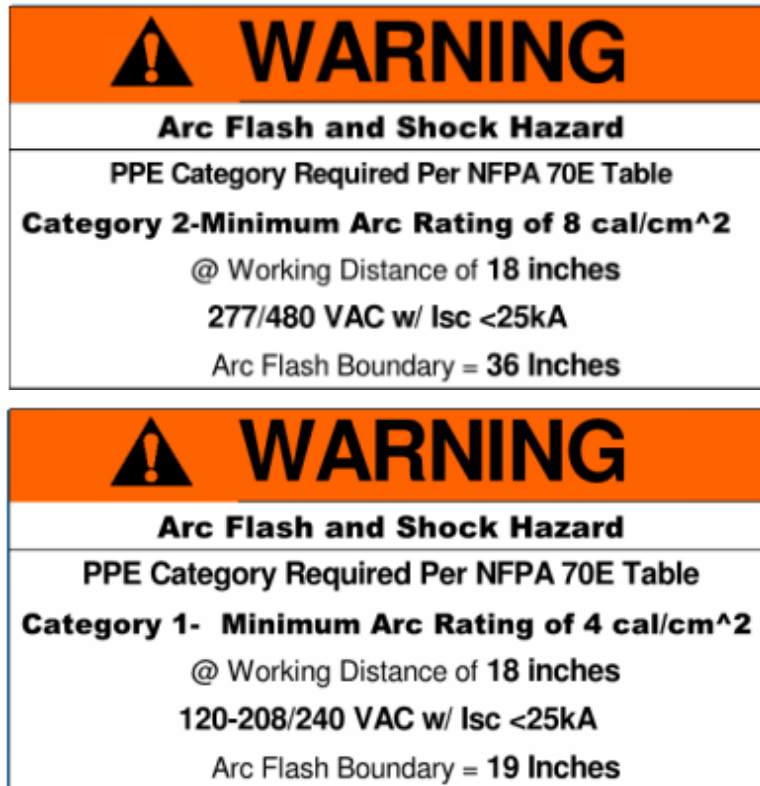 WARNING
Arc Flash and Shock Hazard
PPE Category Required Per NFPA 70E Table
Category 2-Minimum Arc Rating of 8 cal/cm^2
@ Working Distance of 18 inches
277/480 VAC w/ Isc <25kA
Arc Flash Boundary = 36 Inches
WARNING
Arc Flash and Shock Hazard
PPE Category Required Per NFPA 70E Table
Category 1- Minimum Arc Rating of 4 cal/cm^2
@ Working Distance of 18 inches
120-208/240 VAC w/ Isc <25kA
Arc Flash Boundary = 19 Inches